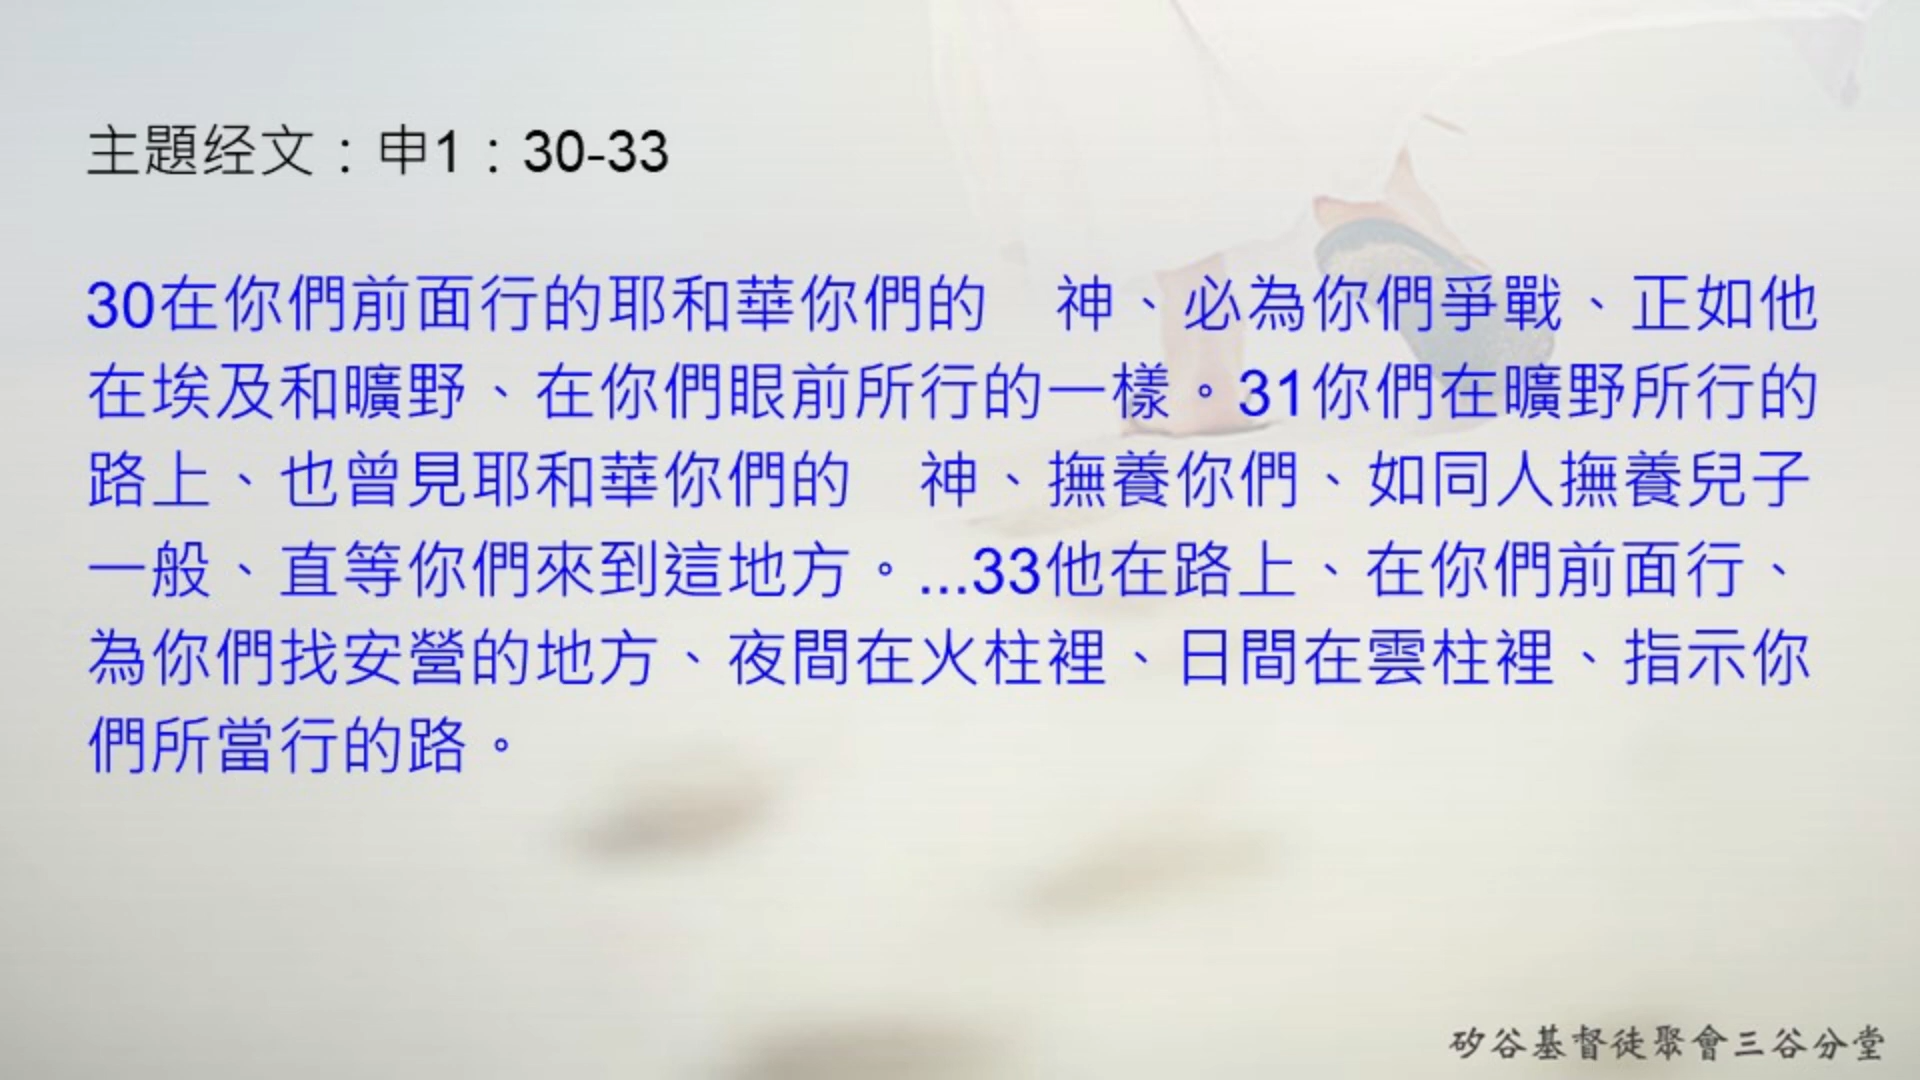 主題经文：申1：30-33
30在你們前面行的耶和華你們的　神、必為你們爭戰、正如他
在埃及和曠野、在你們眼前所行的一樣。31你們在曠野所行的
路上、也曾見耶和華你們的　神、撫養你們、如同人撫養兒子
一般、直等你們來到這地方。...33他在路上、在你們前面行、
為你們找安營的地方、夜間在火柱裡、日間在雲柱裡、指示你
們所當行的路。
矽谷基督徒聚會三谷分堂